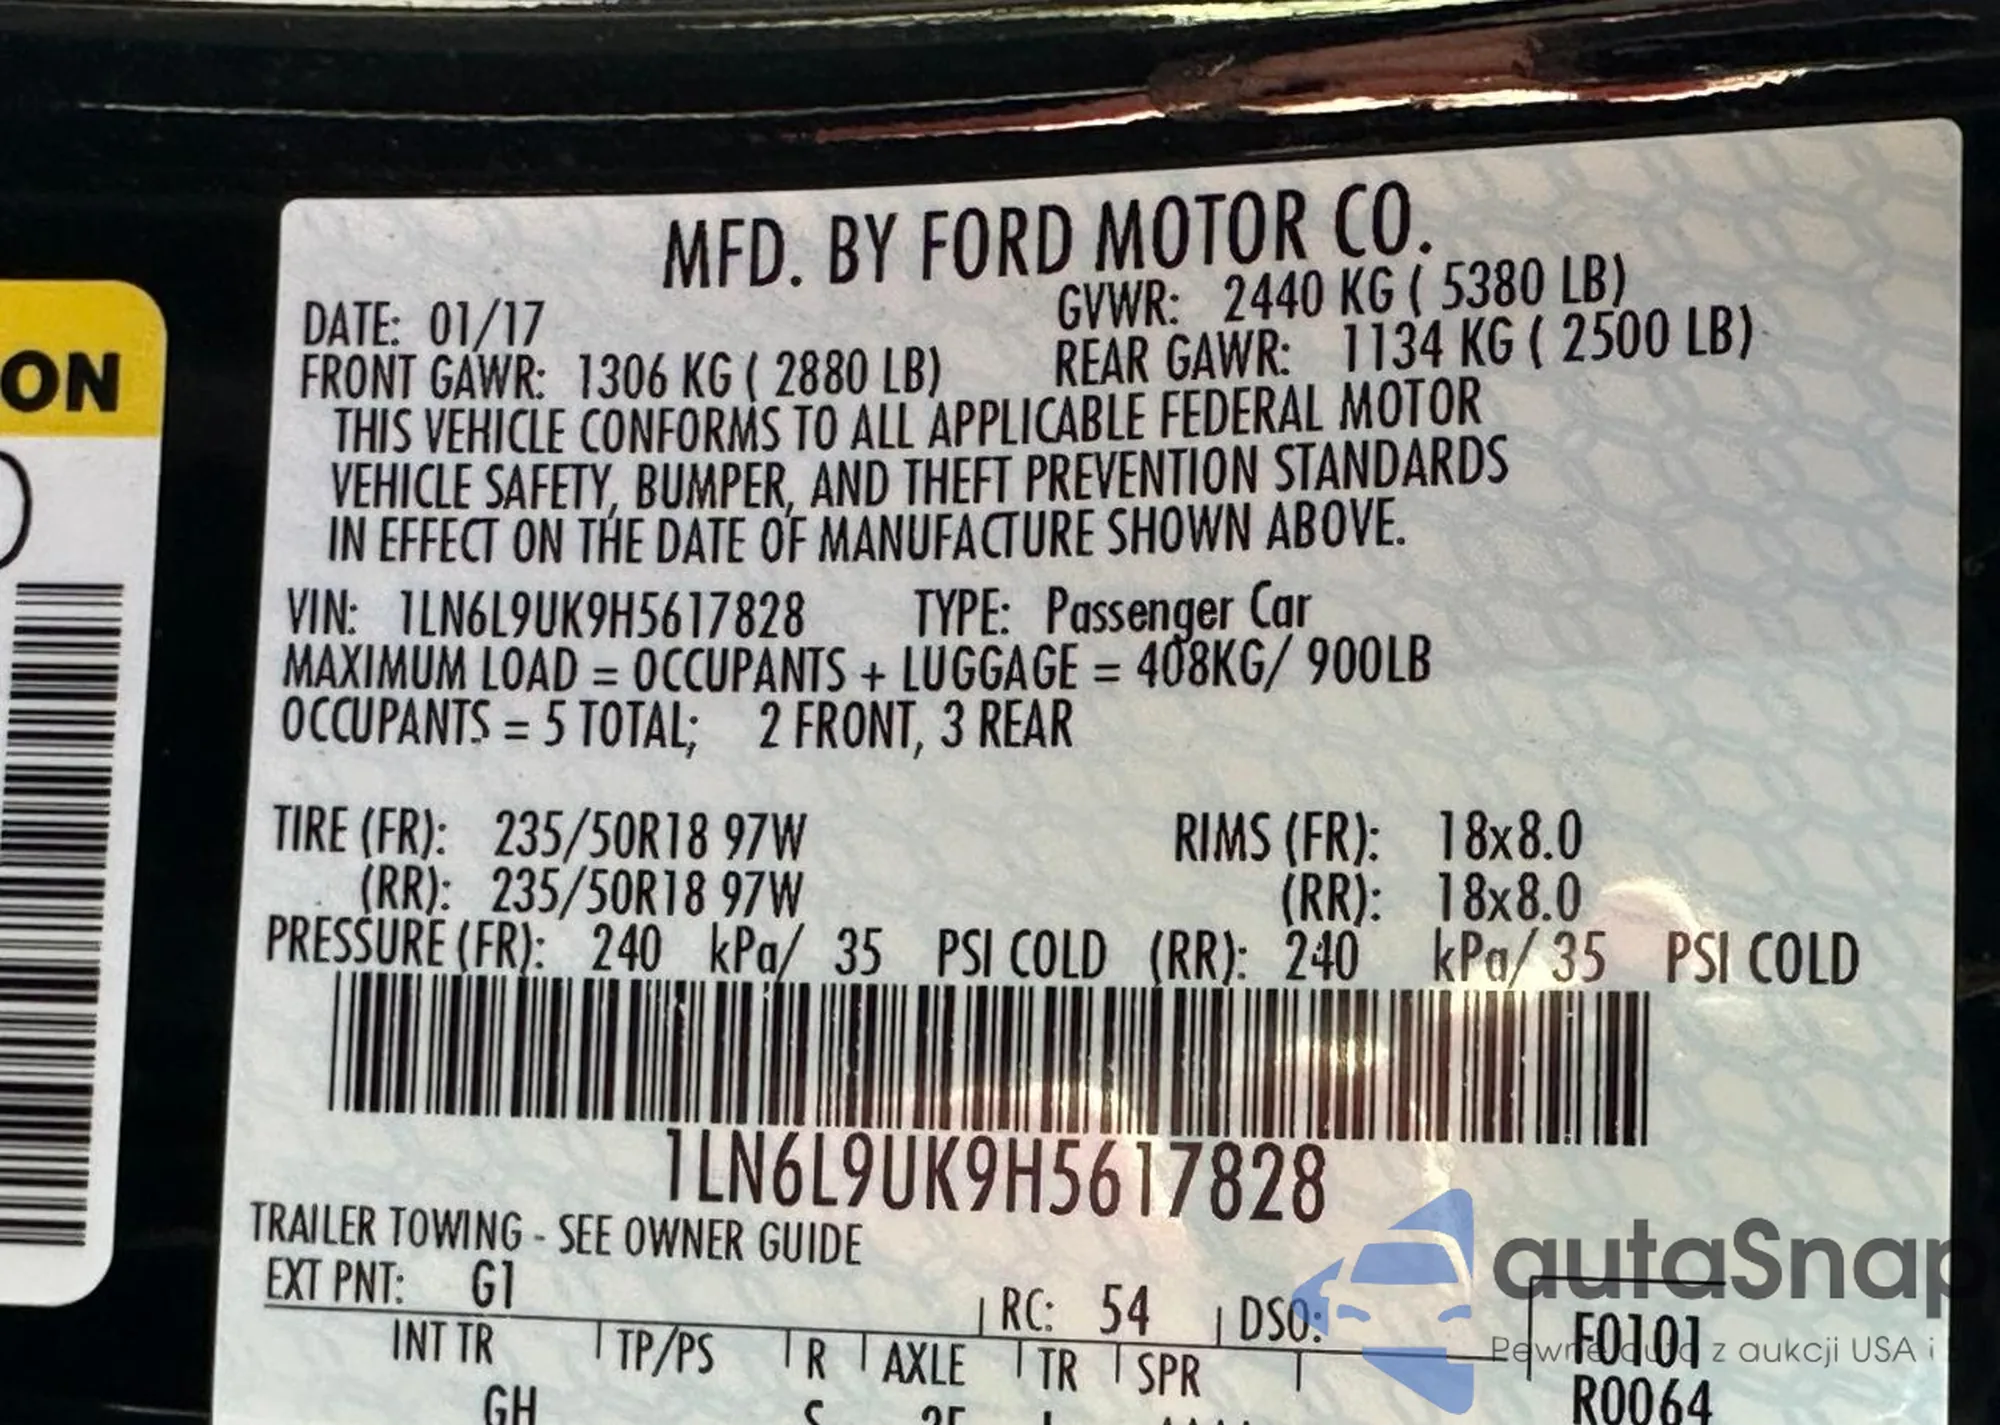 ON
MFD. BY FORD MOTOR CO.
DATE: 01/17 GVWR: 2440 KG ( 5380 LB)
FRONT GAWR: 1306 KG ( 2880 LB) REAR GAWR: 1134 KG ( 2500 LB)
THIS VEHICLE CONFORMS TO ALL APPLICABLE FEDERAL MOTOR
VEHICLE SAFETY, BUMPER, AND THEFT PREVENTION STANDARDS
IN EFFECT ON THE DATE OF MANUFACTURE SHOWN ABOVE.
VIN: 1LN6L9UK9H5617828 TYPE: Passenger Car
MAXIMUM LOAD = OCCUPANTS + LUGGAGE = 408KG/ 900LB
OCCUPANTS = 5 TOTAL; 2 FRONT, 3 REAR
TIRE (FR): 235/50R18 97W RIMS (FR): 18x8.0
(RR): 235/50R18 97W (RR): 18x8.0
PRESSURE (FR): 240 kPa/ 35 PSI COLD (RR): 240 kPa/ 35 PSI COLD
1LN6L9UK9H5617828
TRAILER TOWING - SEE OWNER GUIDE
EXT PNT: G1 RC: 54 DSO:
INT TR TP/PS R AXLE TR SPR
F0101
R0064
GH
autaSnap
Pewne auta z aukcji USA i